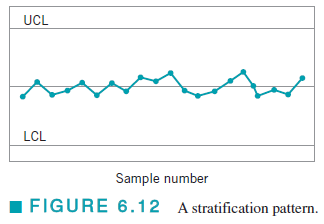 UCL
LCL
Sample number
FIGURE 6.12 A stratification pattern.